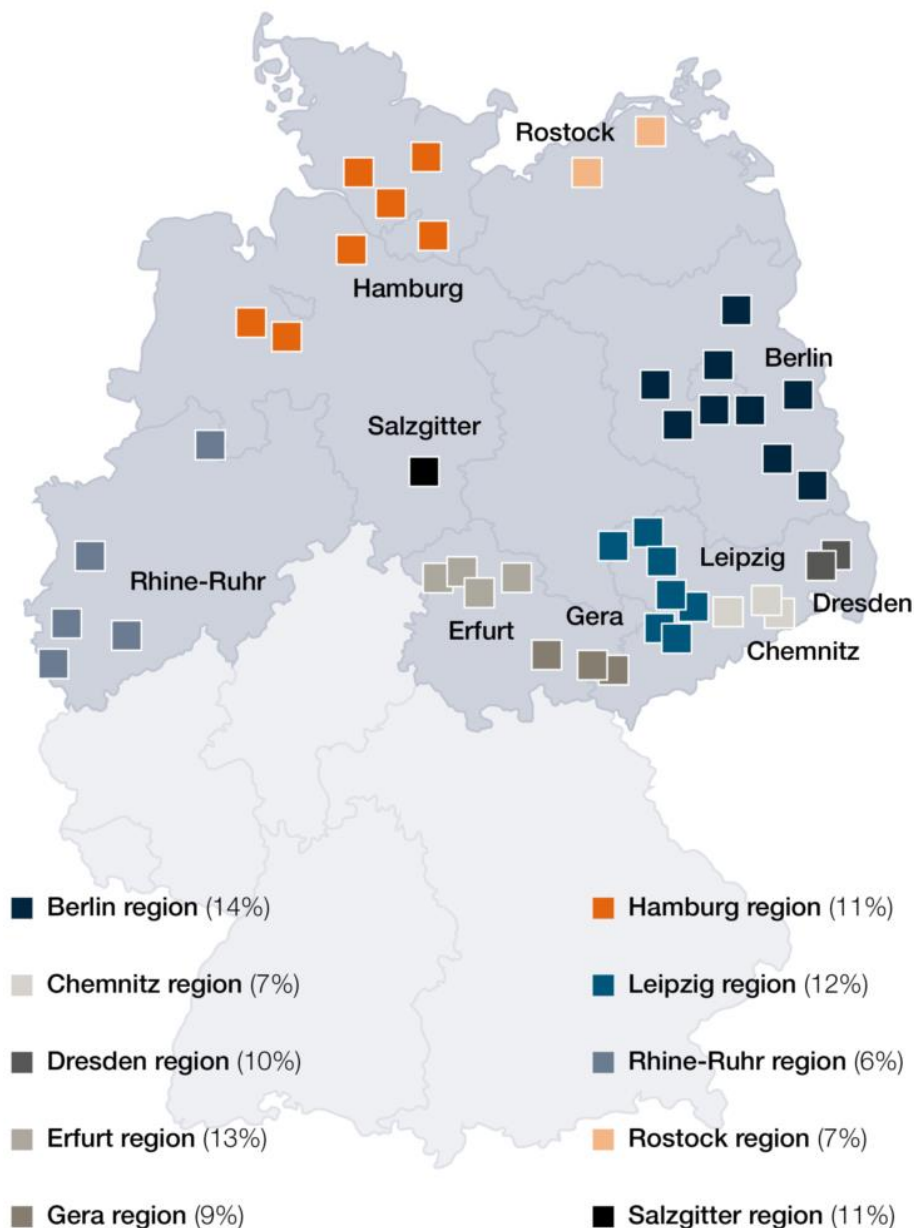 Rostock
Hamburg
Berlin
Salzgitter
Rhine-Ruhr
Leipzig
Dresden
Erfurt
Gera
Chemnitz
Berlin region (14%)
Hamburg region (11%)
Chemnitz region (7%)
Leipzig region (12%)
Dresden region (10%)
Rhine-Ruhr region (6%)
Erfurt region (13%)
Rostock region (7%)
Gera region (9%)
Salzgitter region (11%)